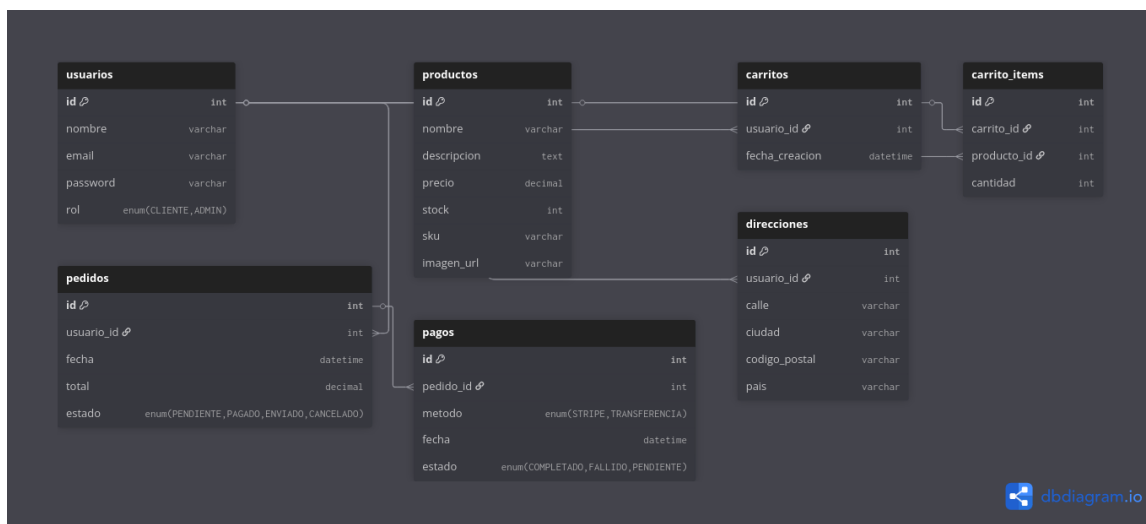 usuarios
id int
nombre varchar
email varchar
password varchar
rol enum(CLIENTE,ADMIN)
productos
id int
nombre varchar
descripcion text
precio decimal
stock int
sku varchar
imagen_url varchar
carritos
id int
usuario_id int
fecha_creacion datetime
carrito_items
id int
carrito_id int
producto_id int
cantidad int
direcciones
id int
usuario_id int
calle varchar
ciudad varchar
codigo_postal varchar
pais varchar
pedidos
id int
usuario_id int
fecha datetime
total decimal
estado enum(PENDIENTE,PAGADO,ENVIADO,CANCELADO)
pagos
id int
pedido_id int
metodo enum(STRIPE,TRANSFERENCIA)
fecha datetime
estado enum(COMPLETADO,FALLIDO,PENDIENTE)
dbdiagram.io